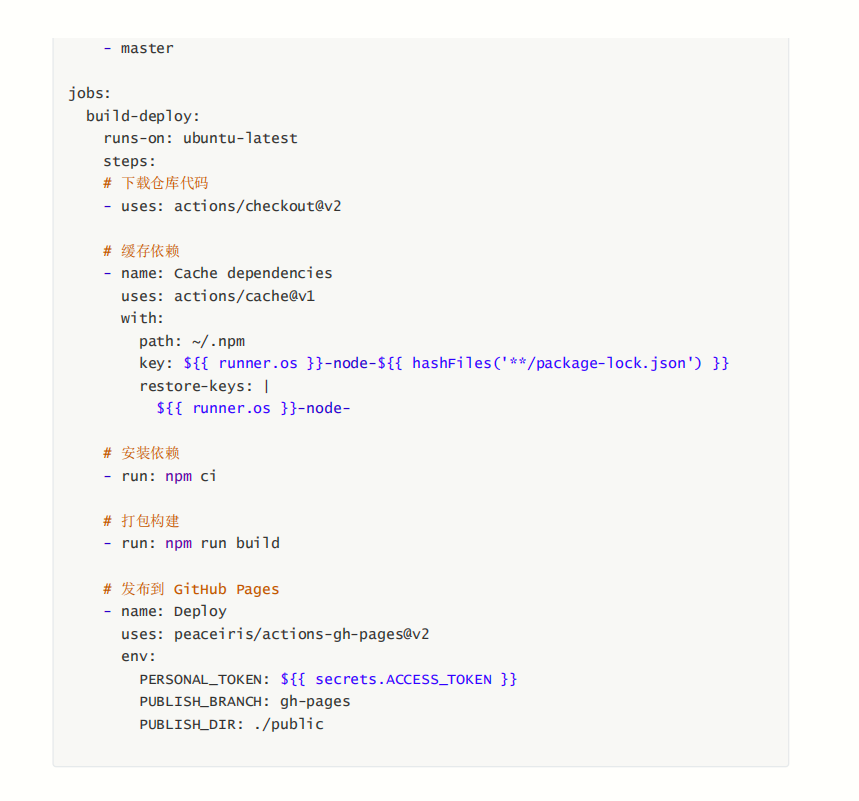 - master
jobs:
build-deploy:
runs-on: ubuntu-latest
steps:
# 下载仓库代码
- uses: actions/checkout@v2
# 缓存依赖
- name: Cache dependencies
uses: actions/cache@v1
with:
path: ~/.npm
key: ${{ runner.os }}-node-${{ hashFiles('**/package-lock.json') }}
restore-keys: |
${{ runner.os }}-node-
# 安装依赖
- run: npm ci
# 打包构建
- run: npm run build
# 发布到 GitHub Pages
- name: Deploy
uses: peaceiris/actions-gh-pages@v2
env:
PERSONAL_TOKEN: ${{ secrets.ACCESS_TOKEN }}
PUBLISH_BRANCH: gh-pages
PUBLISH_DIR: ./public